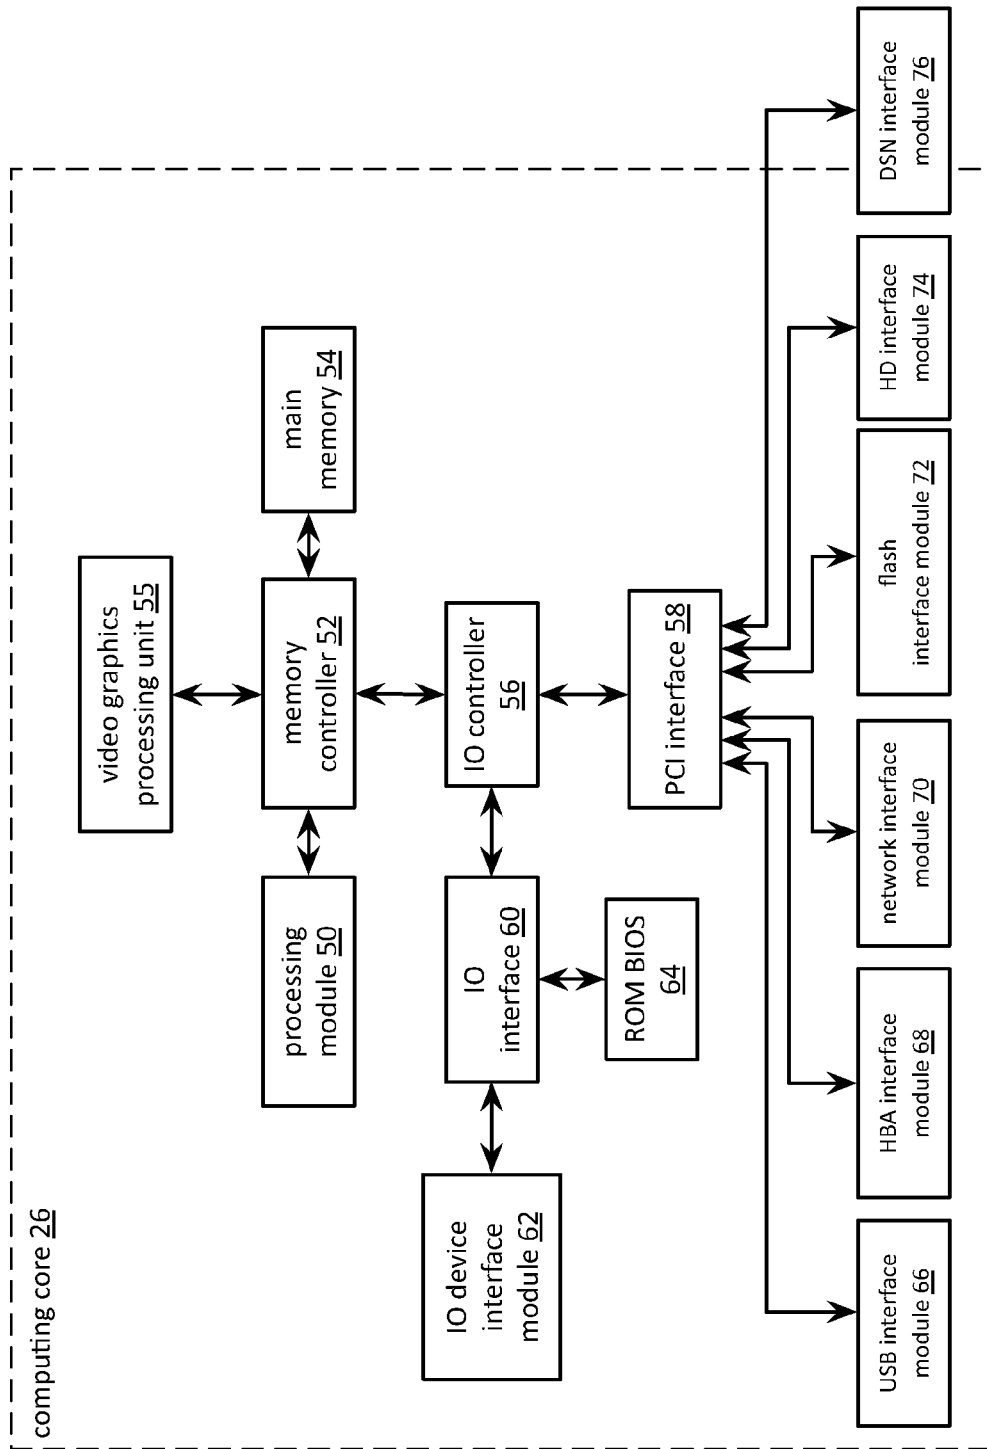 computing core 26
video graphics
processing unit 55
processing
module 50
memory
controller 52
main
memory 54
IO device
interface
module 62
IO
interface 60
IO controller
56
ROM BIOS
64
PCI interface 58
USB interface
module 66
HBA interface
module 68
network interface
module 70
flash
interface module 72
HD interface
module 74
DSN interface
module 76